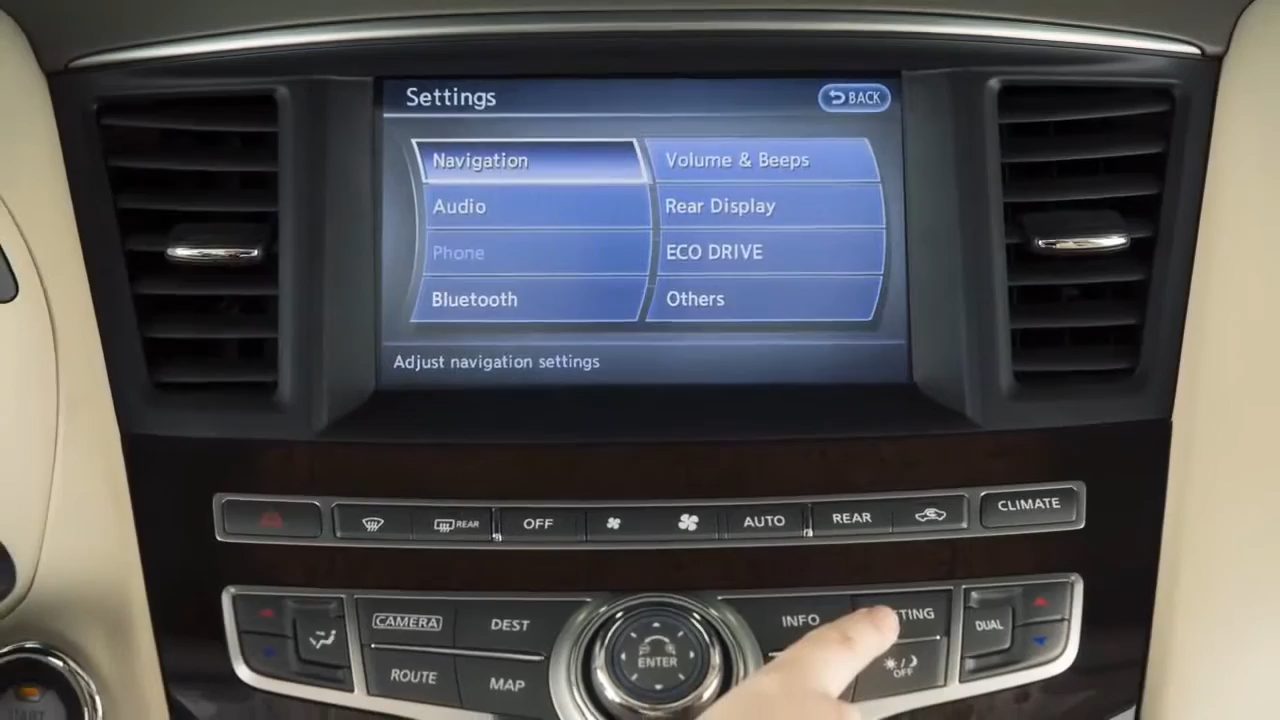 Settings
BACK
Navigation
Volume & Beeps
Audio
Rear Display
Phone
ECO DRIVE
Bluetooth
Others
Adjust navigation settings
REAR
OFF
AUTO
REAR
CLIMATE
CAMERA
DEST
INFO
DUAL
ROUTE
MAP
ENTER
OFF